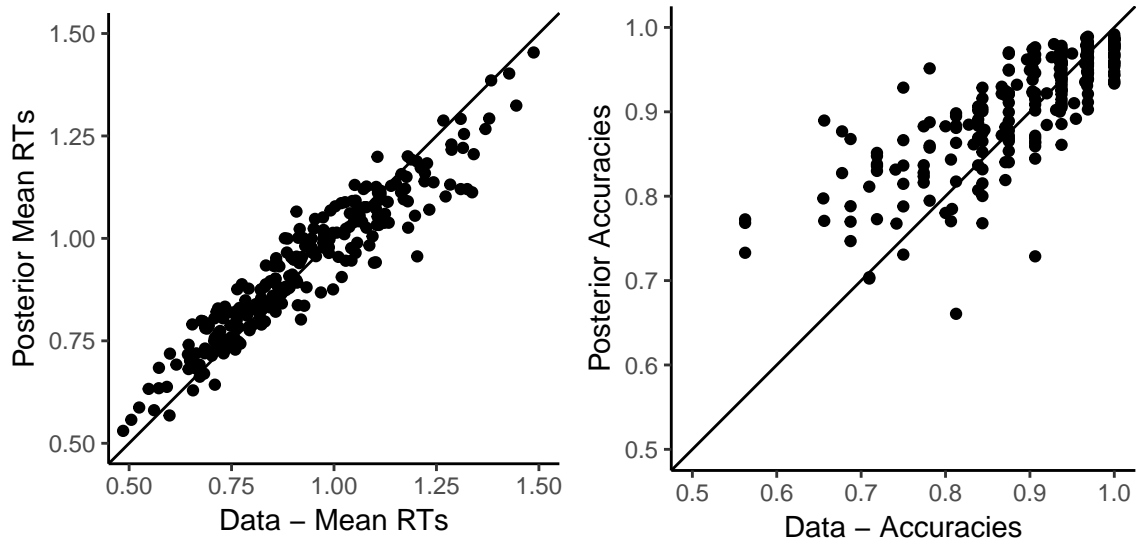 1.50
1.25
1.00
0.75
0.50
Posterior Mean RTs
0.50 0.75 1.00 1.25 1.50
Data − Mean RTs
1.0
0.9
0.8
0.7
0.6
0.5
Posterior Accuracies
0.5 0.6 0.7 0.8 0.9 1.0
Data − Accuracies